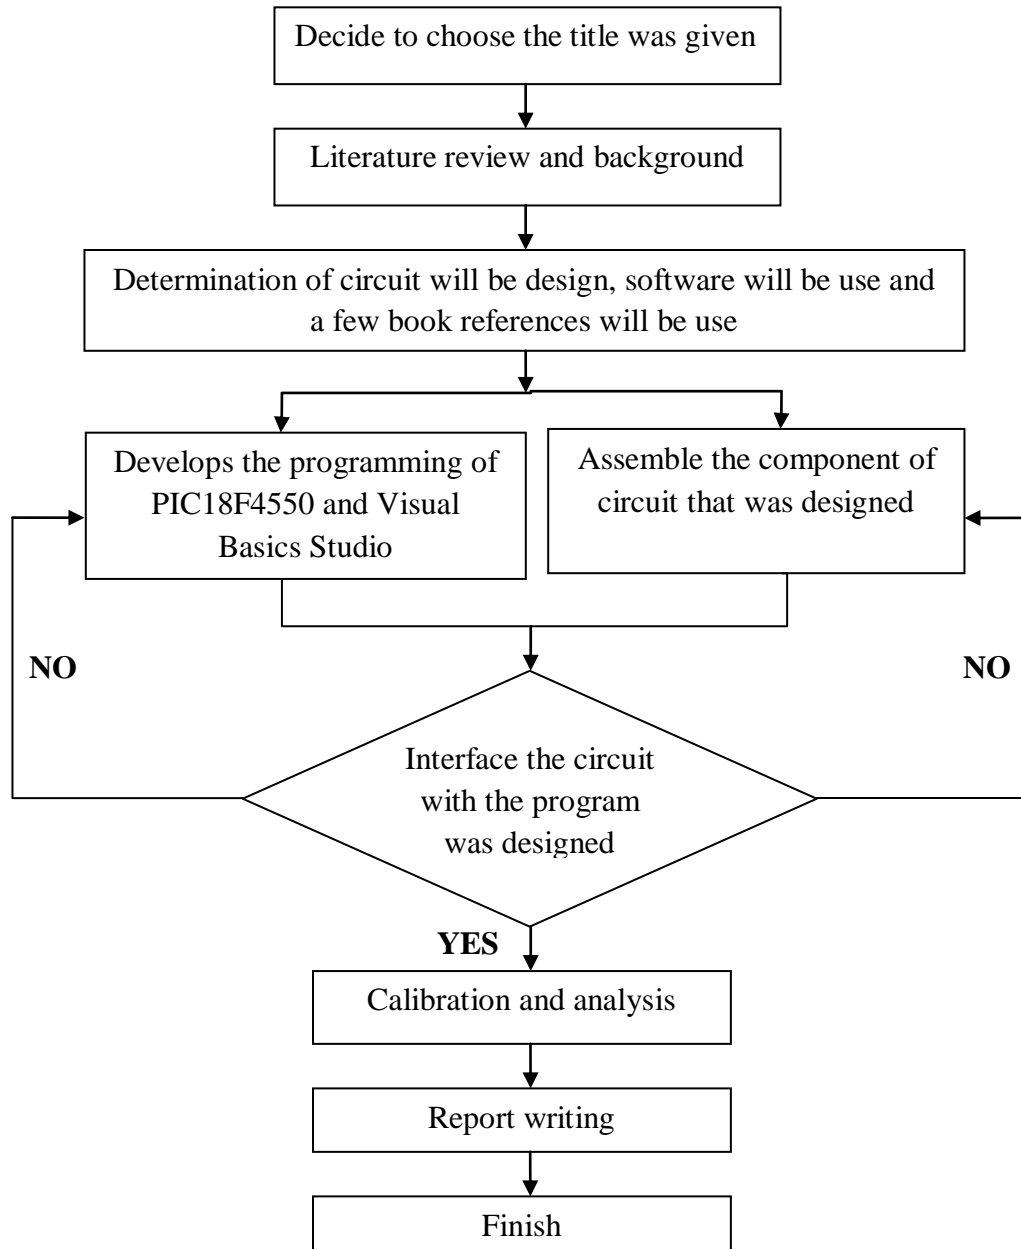 Decide to choose the title was given
Literature review and background
Determination of circuit will be design, software will be use and
a few book references will be use
Develops the programming of
PIC18F4550 and Visual
Basics Studio
Assemble the component of
circuit that was designed
NO
NO
Interface the circuit
with the program
was designed
YES
Calibration and analysis
Report writing
Finish